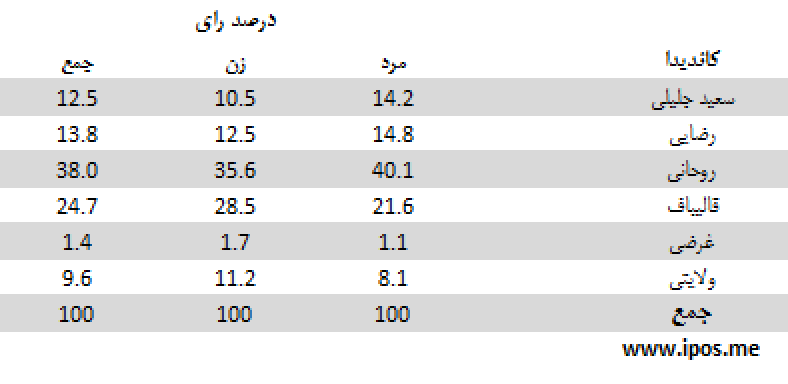 درصد رای
کاندیدا مرد زن جمع
سعید جلیلی 14.2 10.5 12.5
رضایی 14.8 12.5 13.8
روحانی 40.1 35.6 38.0
قالیباف 21.6 28.5 24.7
غرضی 1.1 1.7 1.4
ولایتی 8.1 11.2 9.6
جمع 100 100 100
www.ipos.me